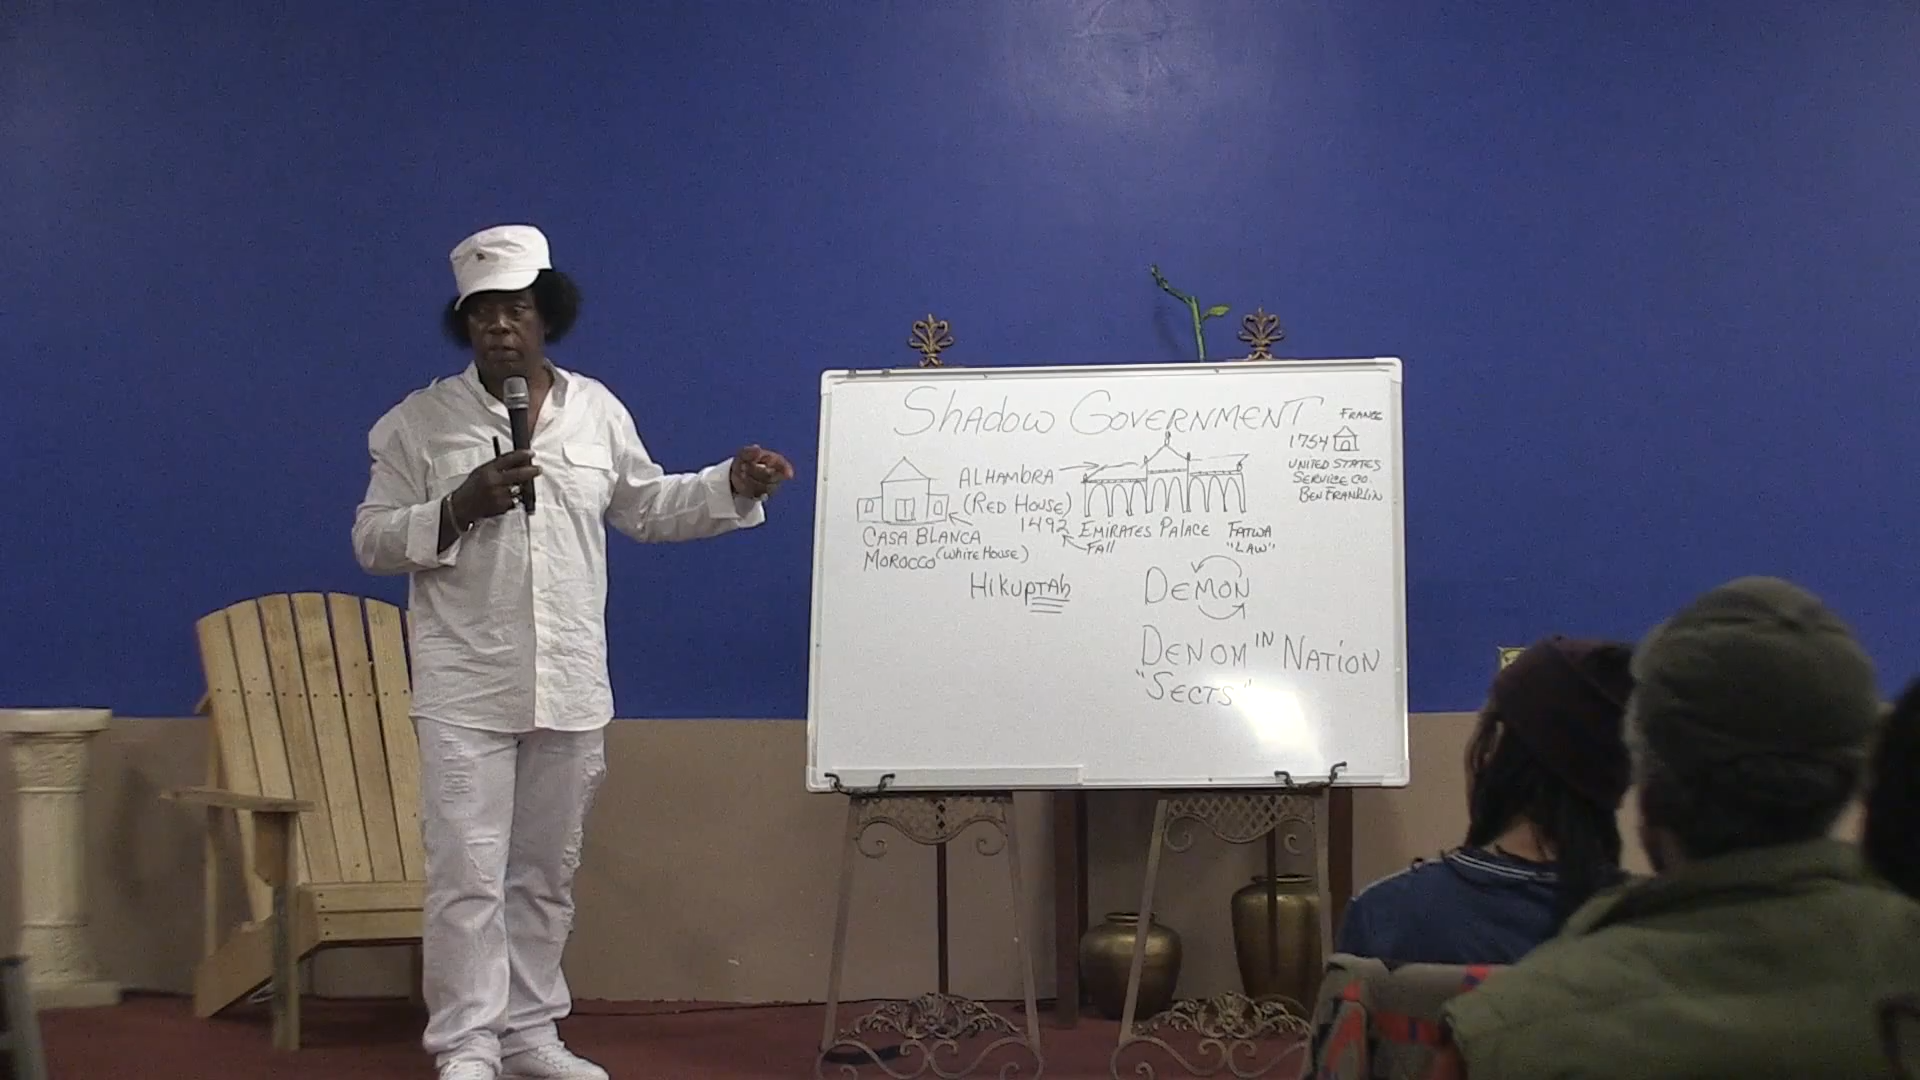 Shadow GOVERNMENT
FRANCE
1754
UNITED STATES
SERVICE CO.
BEN FRANKLIN
ALHAMBRA
(RED HOUSE)
1492
FAll
CASA BLANCA
MOROCCO (WHITE HOUSE)
EMIRATES PALACE
FATWA
"LAW"
HIKUPTAh
DEMON
DENOM IN NATION
"SECTS"